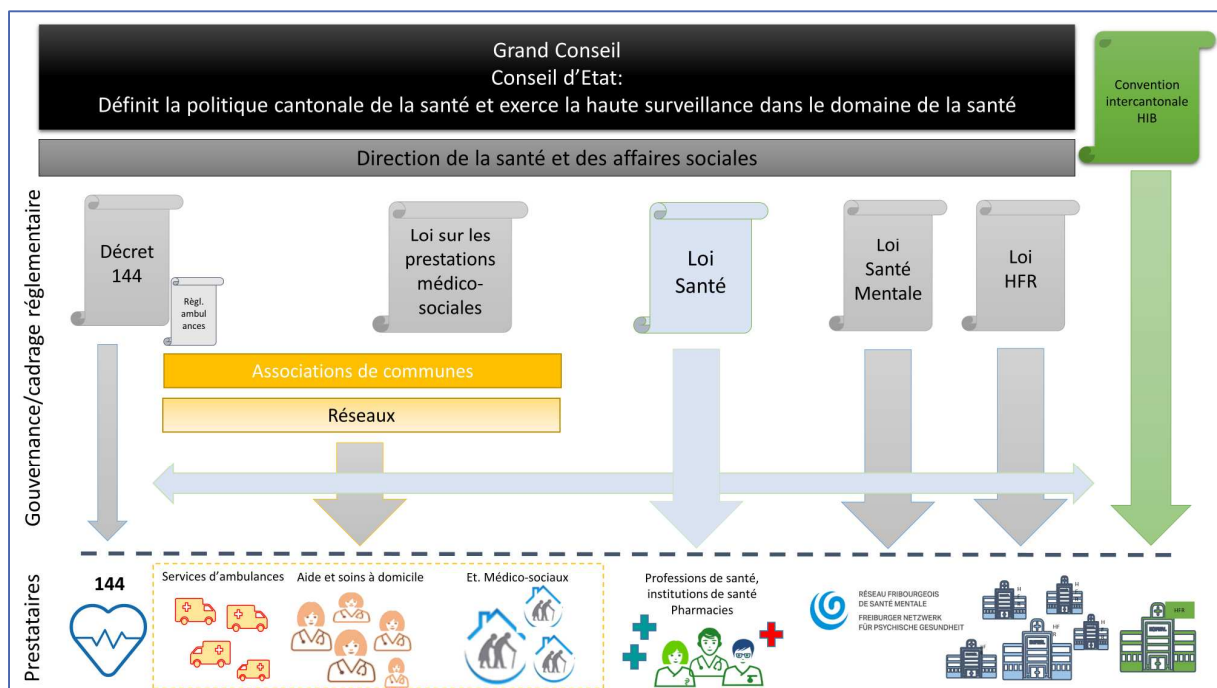 Grand Conseil
Conseil d'Etat:
Définit la politique cantonale de la santé et exerce la haute surveillance dans le domaine de la santé
Convention
intercantonale
HIB
Direction de la santé et des affaires sociales
Gouvernance/cadrage réglementaire
Décret
144
Règl.
ambul
ances
Loi sur les
prestations
médico-
sociales
Loi
Santé
Loi
Santé
Mentale
Loi
HFR
Associations de communes
Réseaux
Prestataires
144
Services d'ambulances
Aide et soins à domicile
Et. Médico-sociaux
Professions de santé,
institutions de santé
Pharmacies
RÉSEAU FRIBOURGEOIS
DE SANTÉ MENTALE
FREIBURGER NETZWERK
FÜR PSYCHISCHE GESUNDHEIT
HF
R
HFR